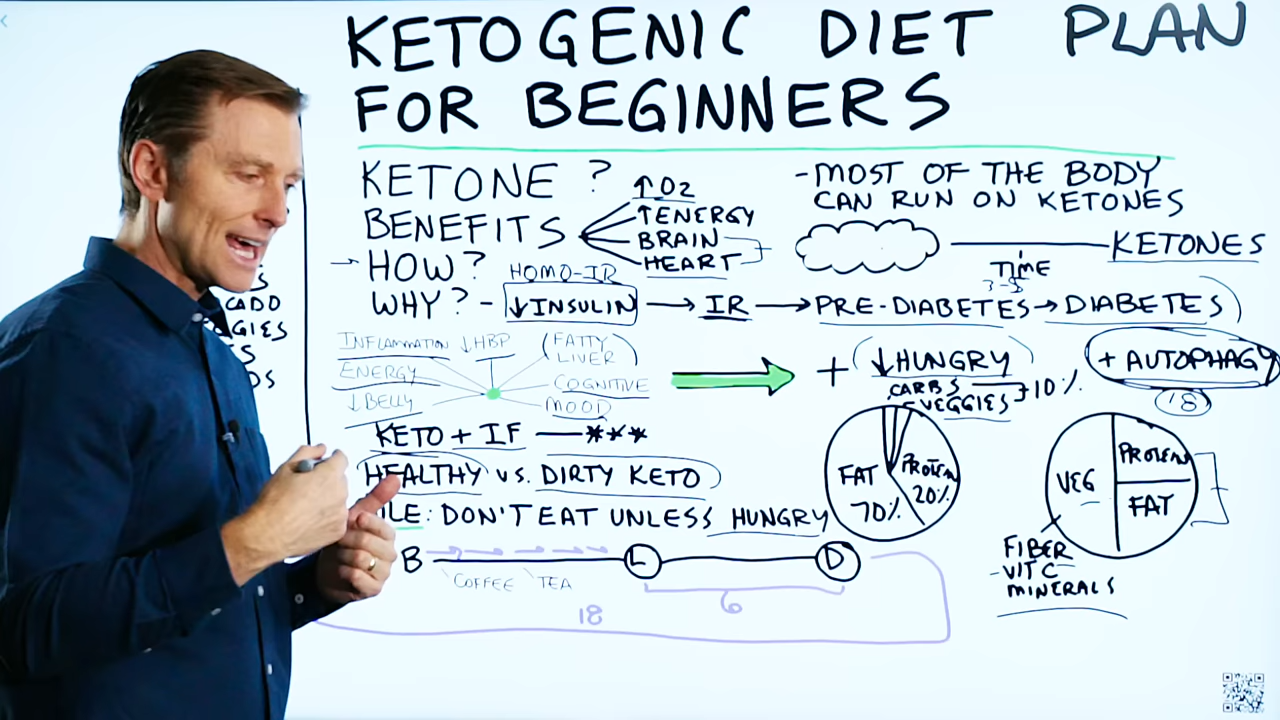 KETOGENIC DIET PLAN
FOR BEGINNERS
KETONE ?
BENEFITS
↑O2
↑ENERGY
BRAIN
HEART
-MOST OF THE BODY
CAN RUN ON KETONES
KETONES
TIME
→ HOW?
HOMO-IR
WHY? - ↓INSULIN → IR → PRE-DIABETES → DIABETES
INFLAMMATION
↓HBP
(FATTY
LIVER)
ENERGY
COGNITIVE
↓BELLY
MOOD
+ (↓HUNGRY)
CARBS
VEGGIES
10%
+ AUTOPHAGY
18
KETO + IF — ***
HEALTHY VS. DIRTY KETO
LE: DON'T EAT UNLESS HUNGRY
FAT
70%
PROTEIN
20%
VEG
PROTEIN
FAT
FIBER
-VIT C
MINERALS
B
L
D
COFFEE
TEA
6
18
CADO
GIES